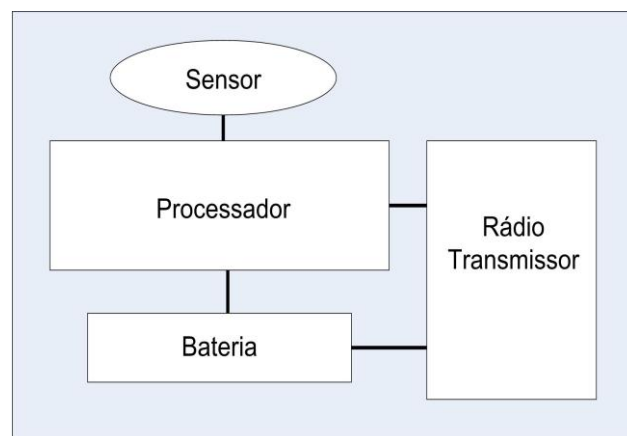 Sensor
Processador
Rádio
Transmissor
Bateria